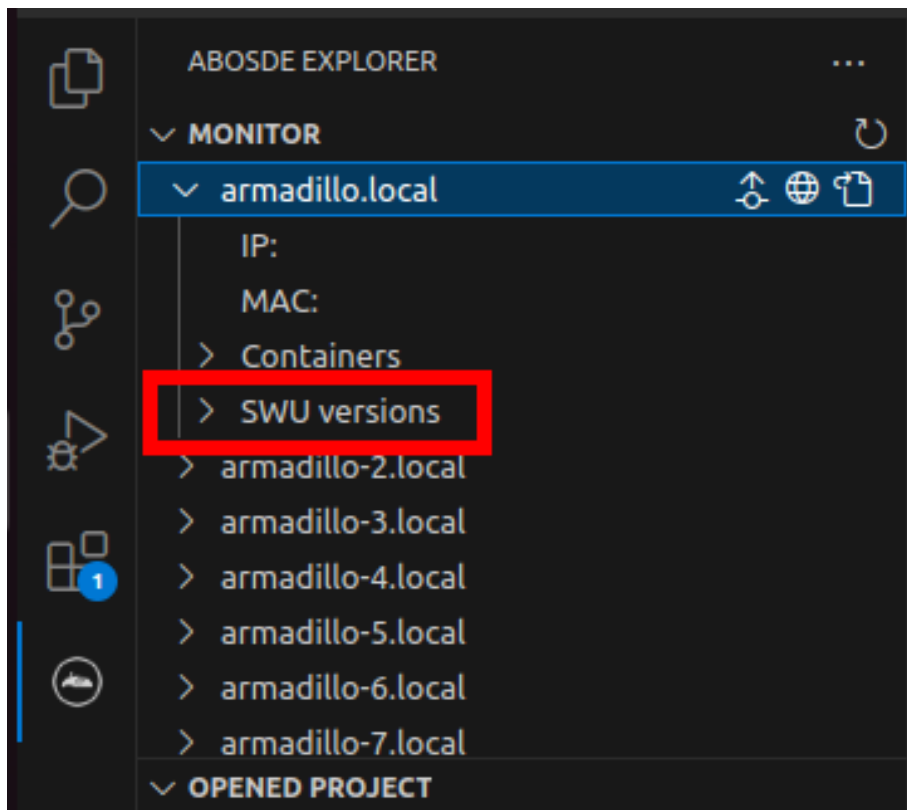 ABOSDE EXPLORER
MONITOR
armadillo.local
IP:
MAC:
Containers
SWU versions
armadillo-2.local
armadillo-3.local
armadillo-4.local
1
armadillo-5.local
armadillo-6.local
armadillo-7.local
OPENED PROJECT